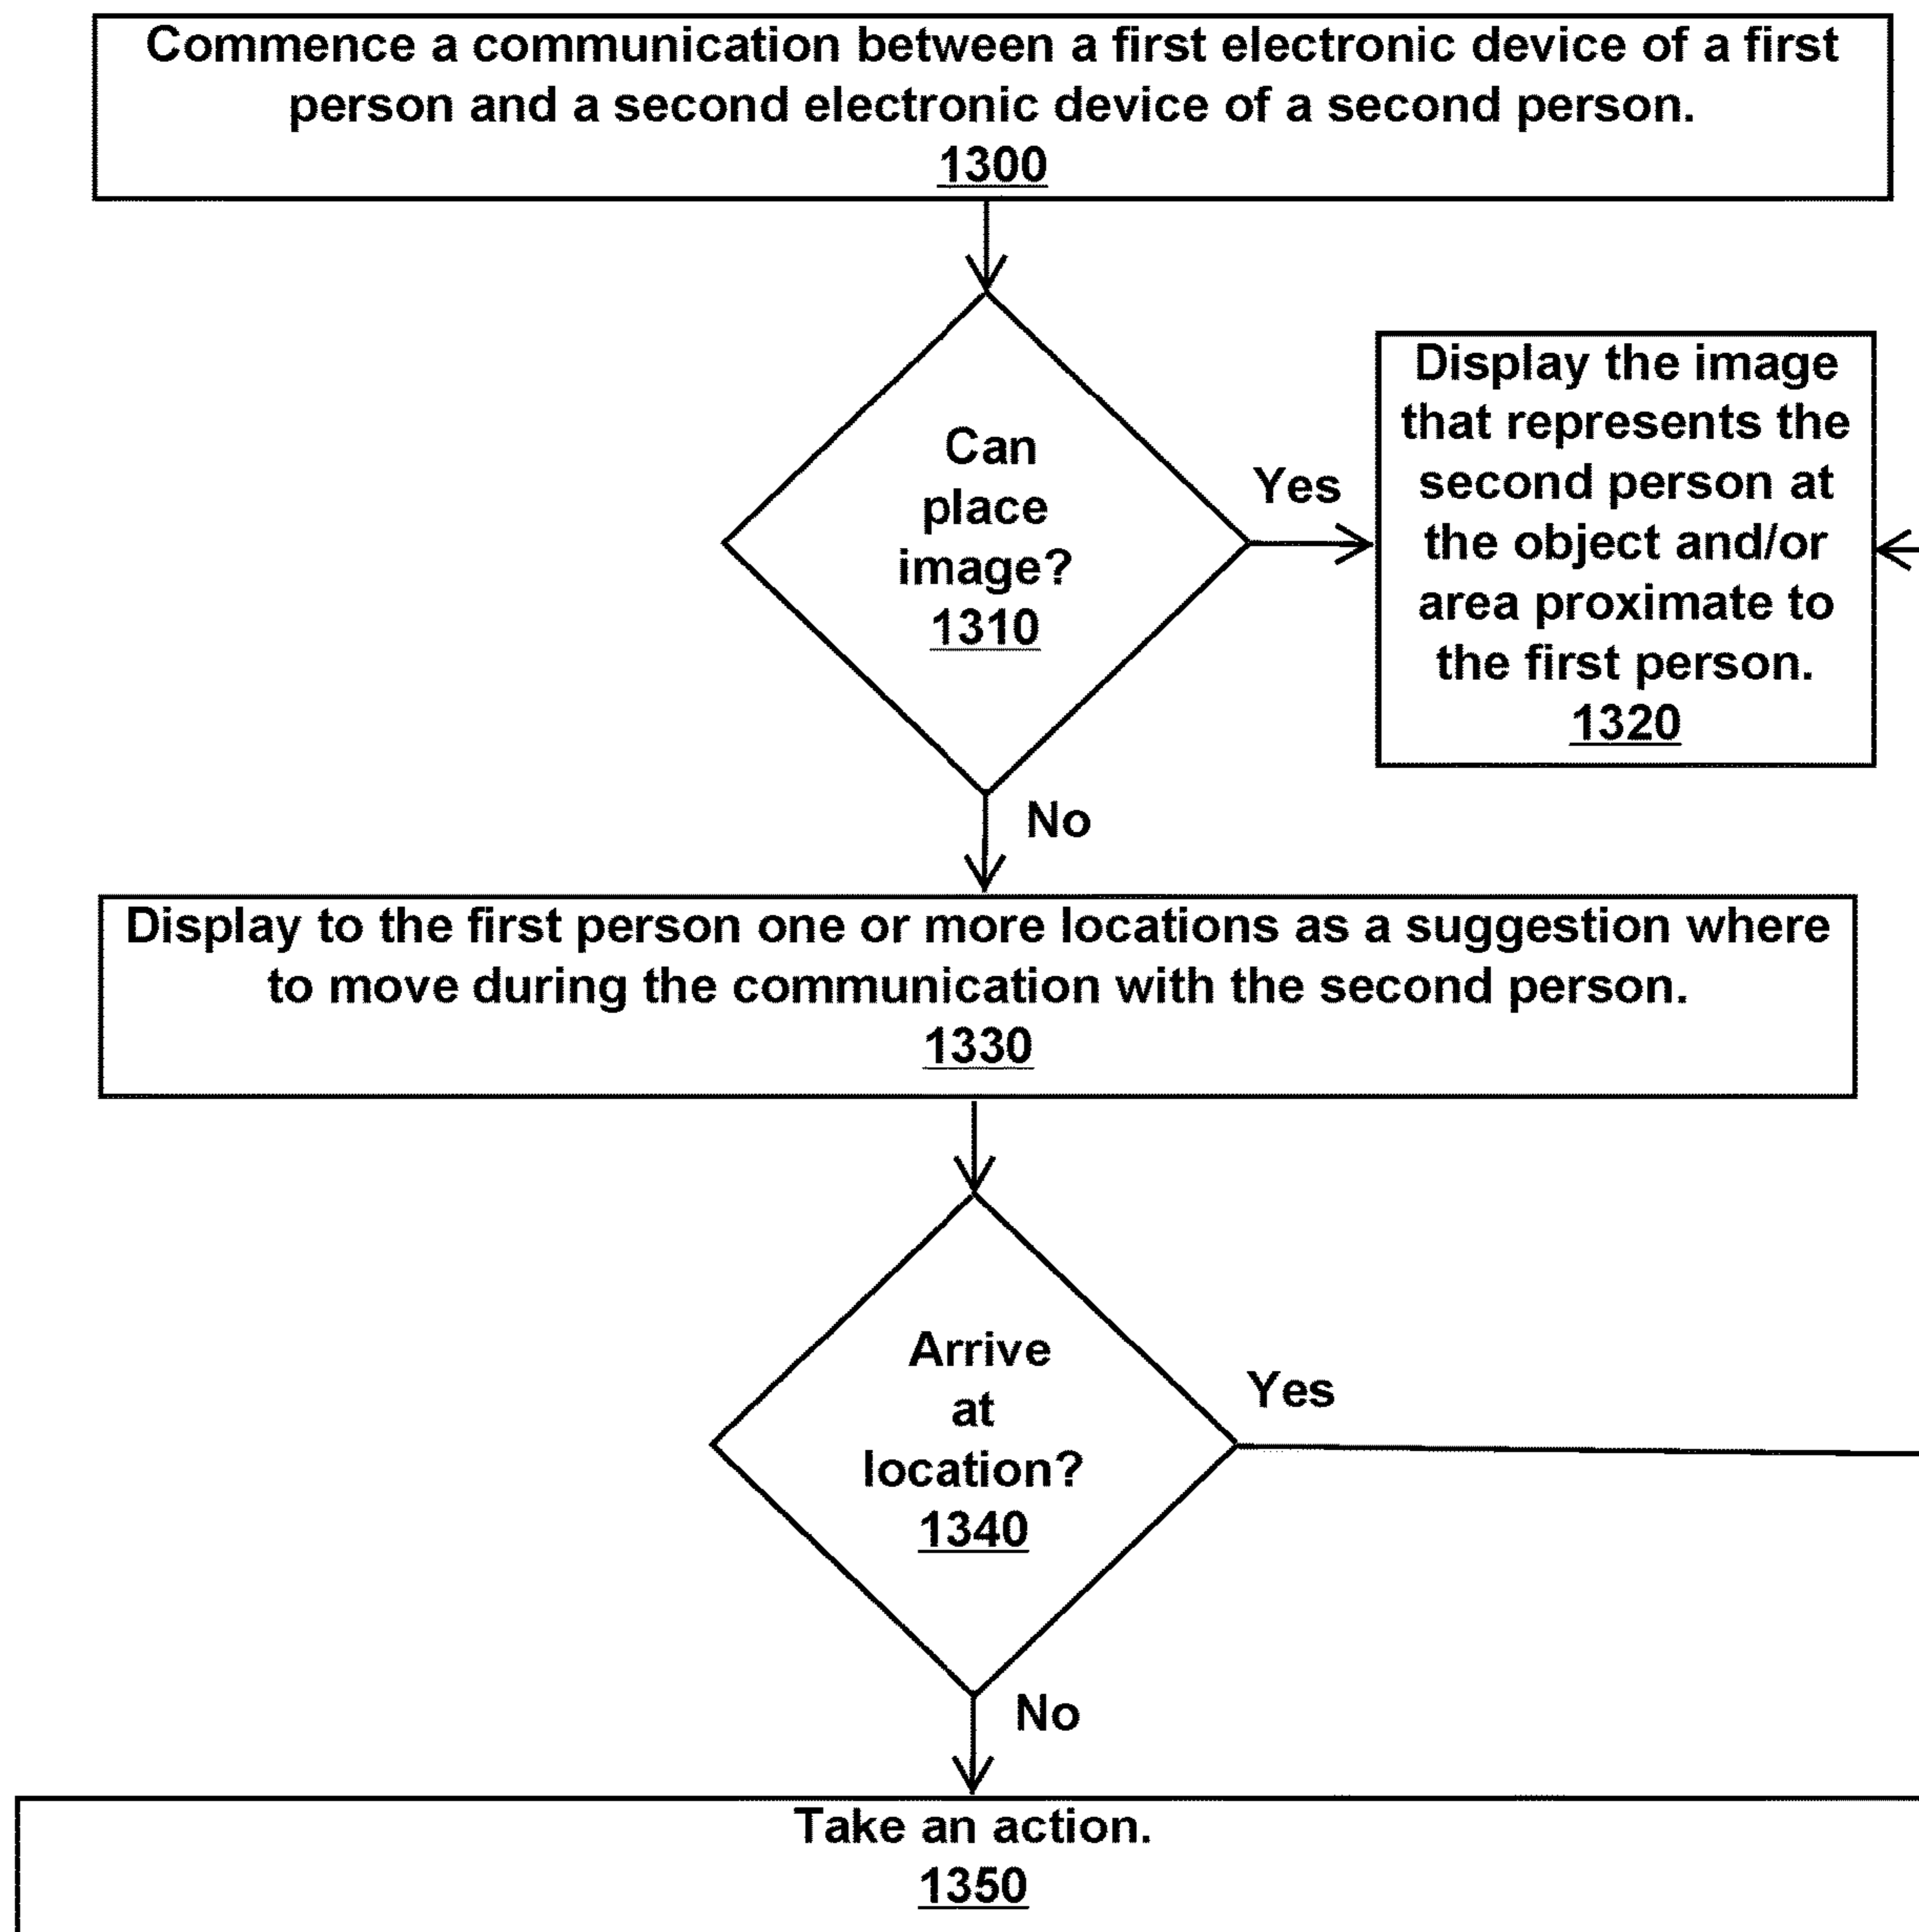 Commence a communication between a first electronic device of a first
person and a second electronic device of a second person.
1300
Can
place
image?
1310
Yes
Display the image
that represents the
second person at
the object and/or
area proximate to
the first person.
1320
No
Display to the first person one or more locations as a suggestion where
to move during the communication with the second person.
1330
Arrive
at
location?
1340
Yes
No
Take an action.
1350